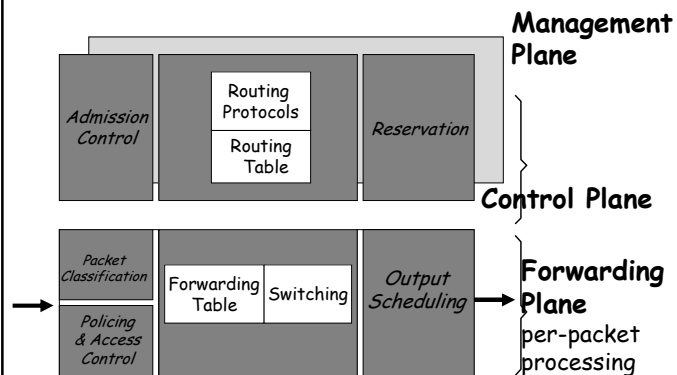 Management
Plane
Admission
Control
Routing
Protocols
Routing
Table
Reservation
Control Plane
Packet
Classification
Policing
& Access
Control
Forwarding
Table
Switching
Output
Scheduling
Forwarding
Plane
per-packet
processing